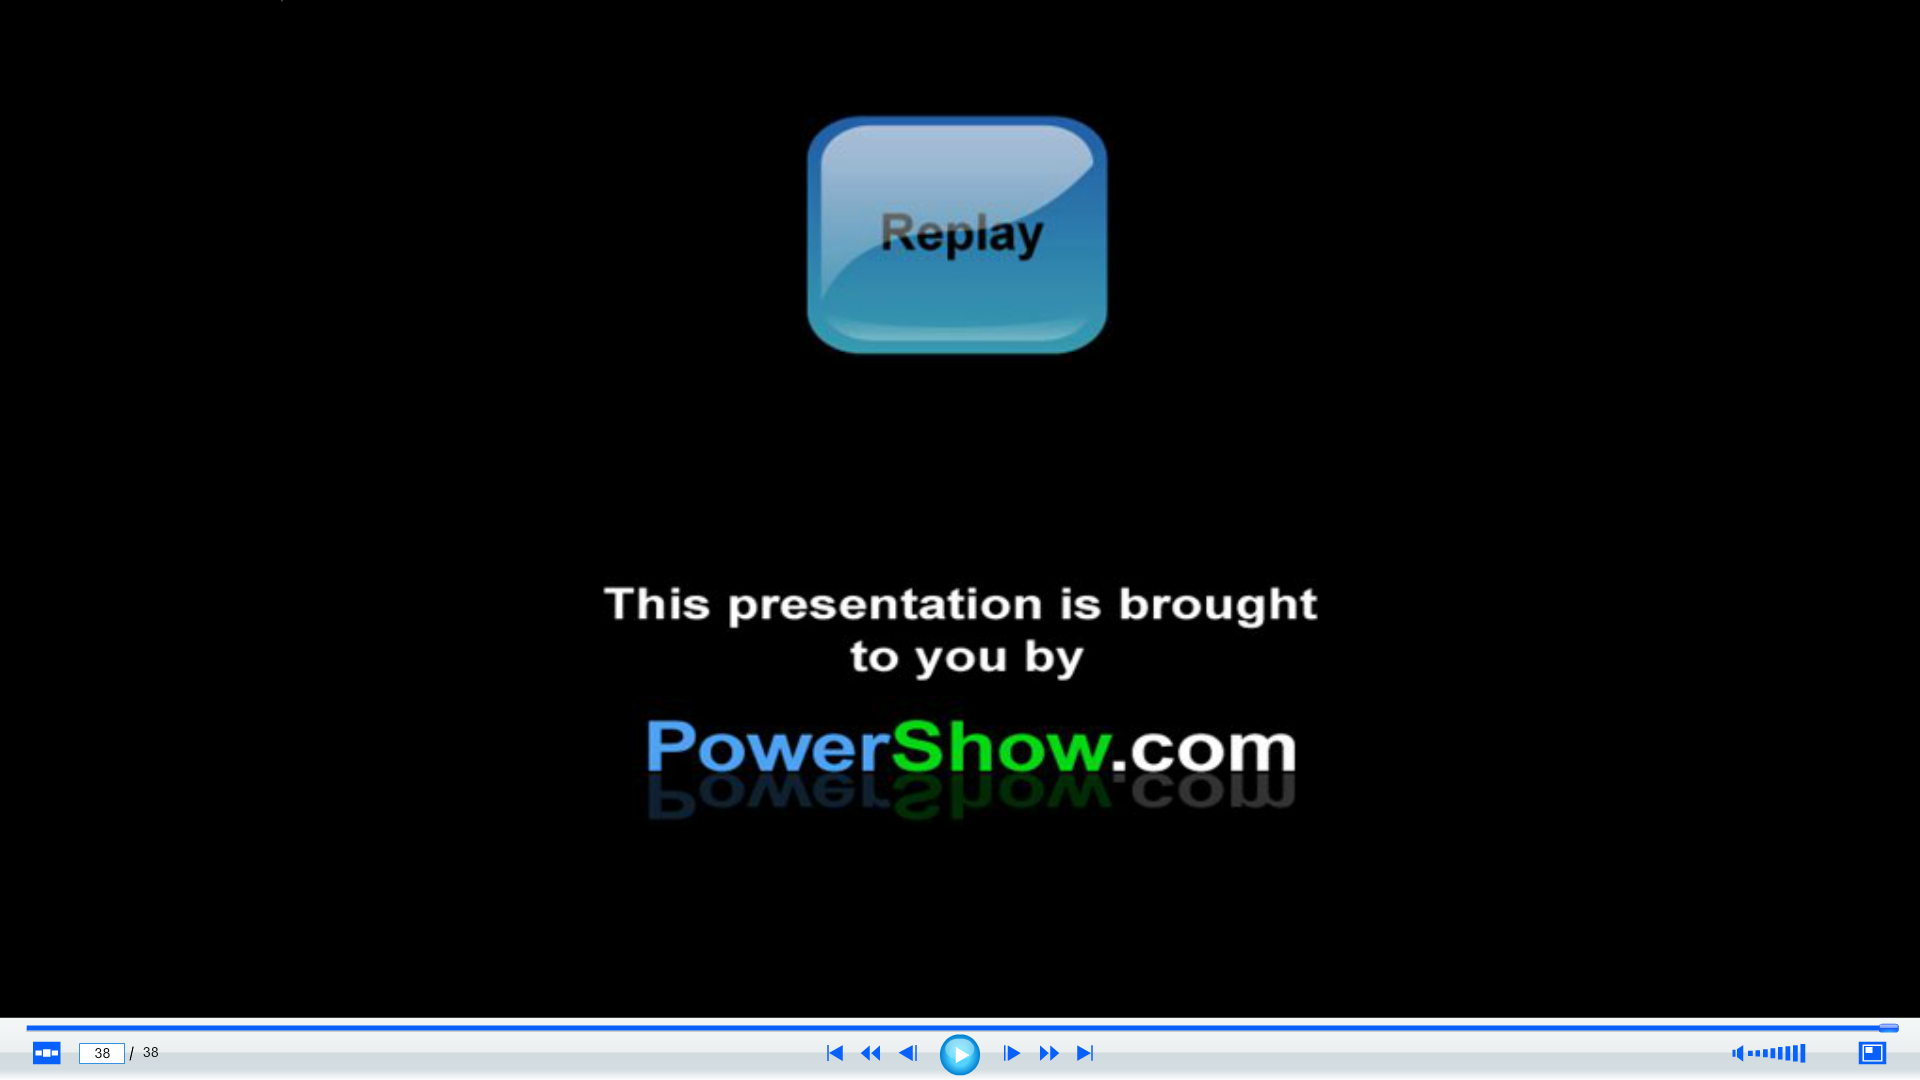 Replay
This presentation is brought
to you by
PowerShow.com
38 / 38